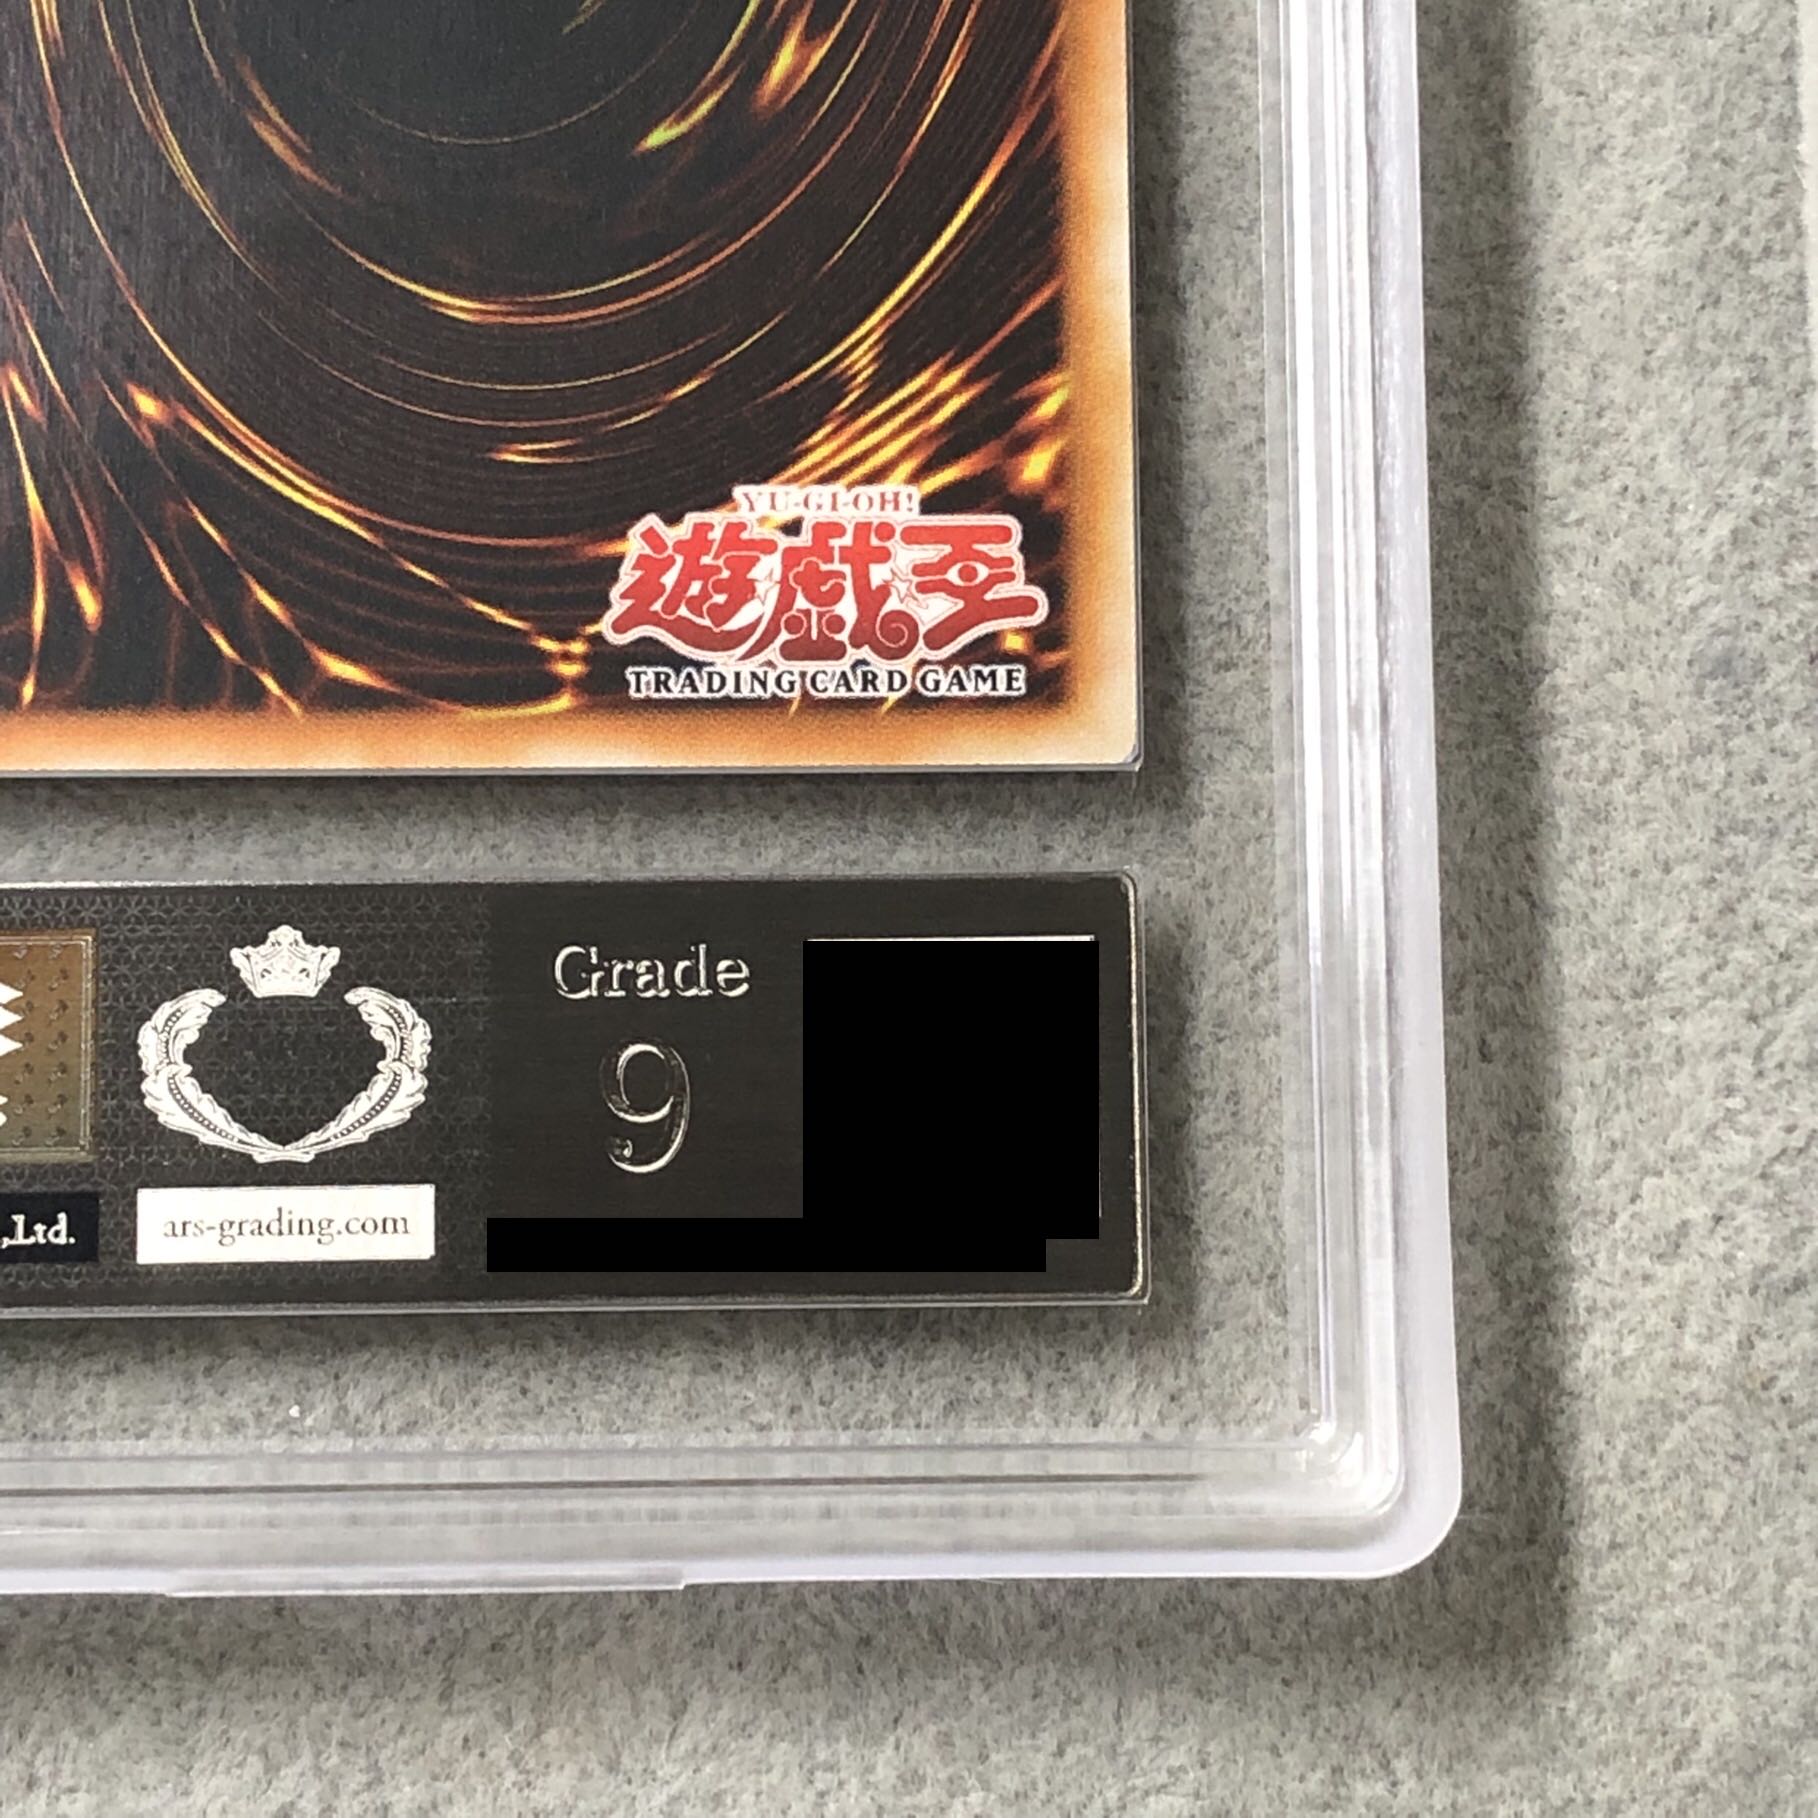 YU-GI-OH!
遊戯王
TRADING CARD GAME
Grade
9
,Ltd.
ars-grading.com